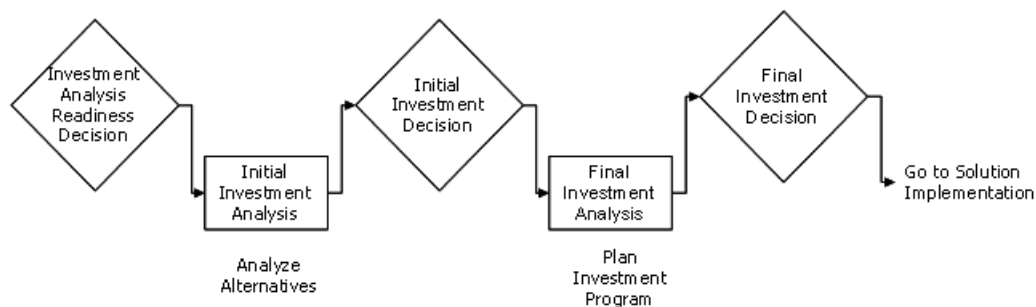 Investment
Analysis
Readiness
Decision
Initial
Investment
Analysis
Analyze
Alternatives
Initial
Investment
Decision
Final
Investment
Analysis
Plan
Investment
Program
Final
Investment
Decision
Go to Solution
Implementation